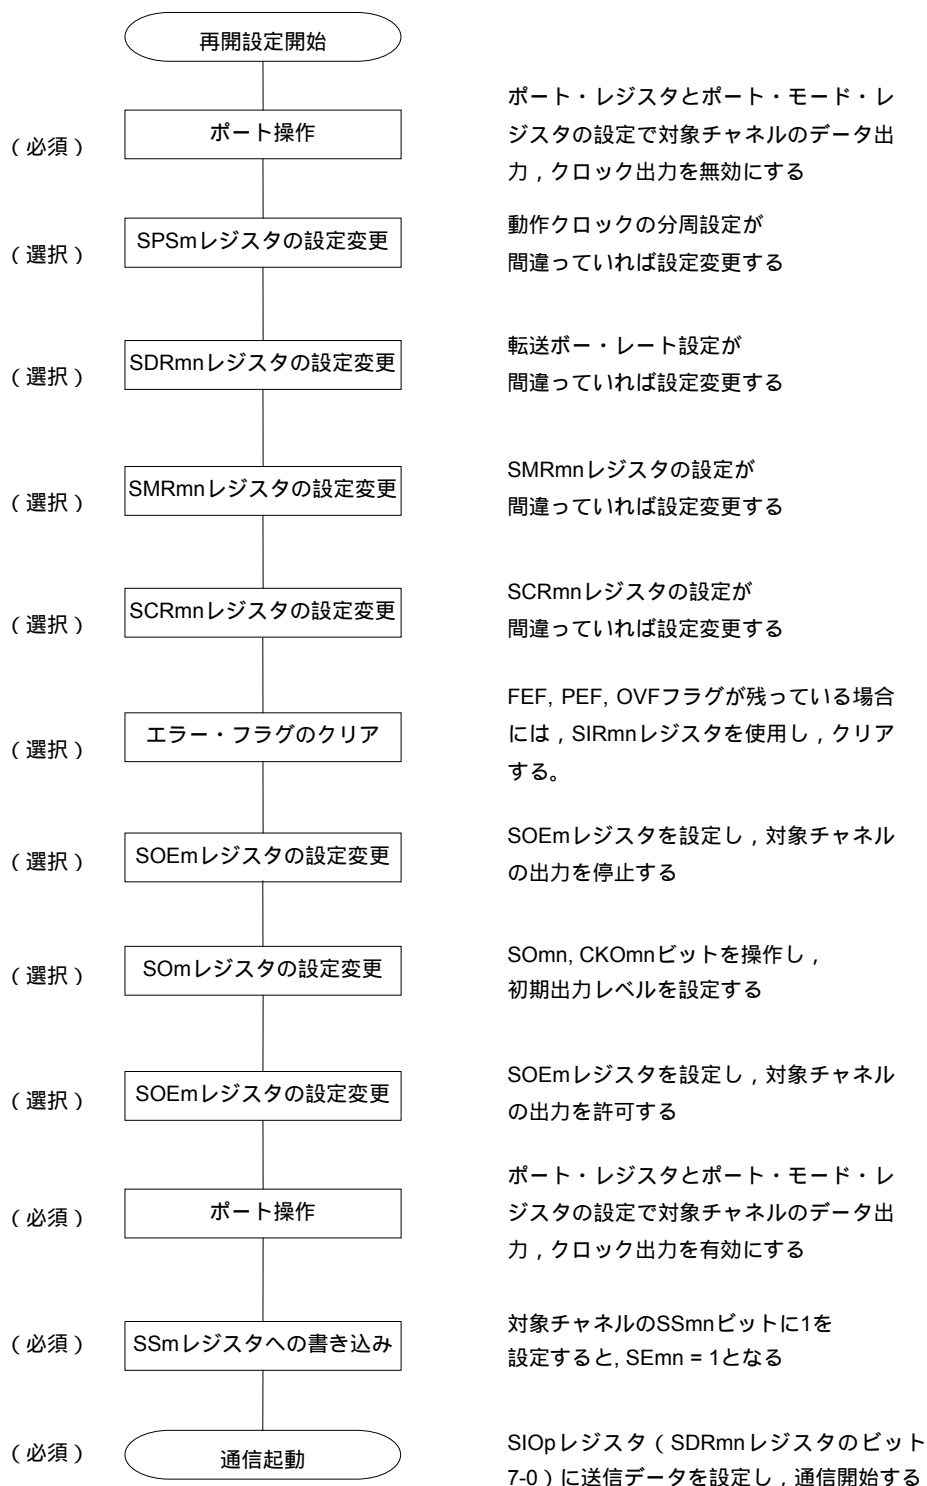 再開設定開始
（必須）
ポート操作
ポート・レジスタとポート・モード・レ
ジスタの設定で対象チャネルのデータ出
力，クロック出力を無効にする
（選択）
SPSmレジスタの設定変更
動作クロックの分周設定が
間違っていれば設定変更する
（選択）
SDRmnレジスタの設定変更
転送ボー・レート設定が
間違っていれば設定変更する
（選択）
SMRmnレジスタの設定変更
SMRmnレジスタの設定が
間違っていれば設定変更する
（選択）
SCRmnレジスタの設定変更
SCRmnレジスタの設定が
間違っていれば設定変更する
（選択）
エラー・フラグのクリア
FEF, PEF, OVFフラグが残っている場合
には，SIRmnレジスタを使用し，クリア
する。
（選択）
SOEmレジスタの設定変更
SOEmレジスタを設定し，対象チャネル
の出力を停止する
（選択）
SOmレジスタの設定変更
SOmn, CKOmnビットを操作し，
初期出力レベルを設定する
（選択）
SOEmレジスタの設定変更
SOEmレジスタを設定し，対象チャネル
の出力を許可する
（必須）
ポート操作
ポート・レジスタとポート・モード・レ
ジスタの設定で対象チャネルのデータ出
力，クロック出力を有効にする
（必須）
SSmレジスタへの書き込み
対象チャネルのSSmnビットに1を
設定すると, SEmn = 1となる
（必須）
通信起動
SIOpレジスタ（SDRmnレジスタのビット
7-0）に送信データを設定し，通信開始する